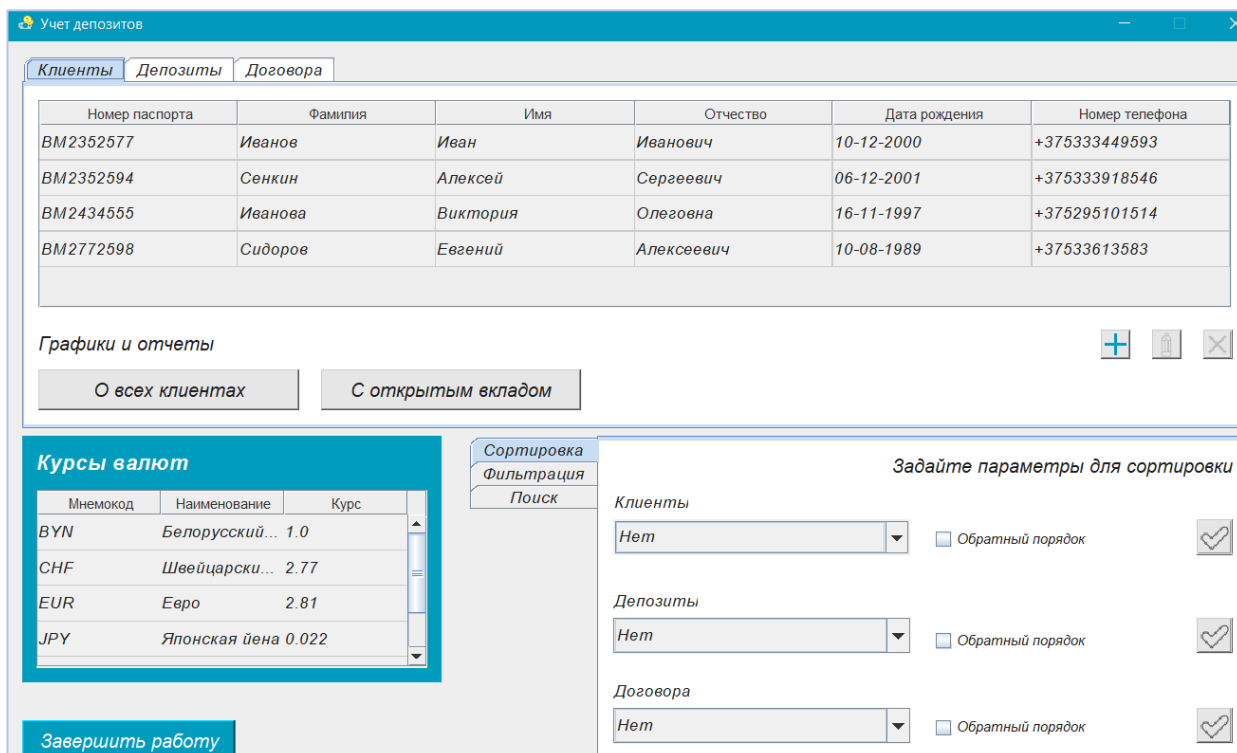 Учет депозитов
Клиенты Депозиты Договора
Номер паспорта Фамилия Имя Отчество Дата рождения Номер телефона
BM2352577 Иванов Иван Иванович 10-12-2000 +375333449593
BM2352594 Сенкин Алексей Сергеевич 06-12-2001 +375333918546
BM2434555 Иванова Виктория Олеговна 16-11-1997 +375295101514
BM2772598 Сидоров Евгений Алексеевич 10-08-1989 +37533613583
Графики и отчеты
О всех клиентах С открытым вкладом
Курсы валют
Мнемокод Наименование Курс
BYN Белорусский... 1.0
CHF Швейцарски... 2.77
EUR Евро 2.81
JPY Японская йена 0.022
Завершить работу
Сортировка
Фильтрация
Поиск
Задайте параметры для сортировки
Клиенты
Нет Обратный порядок
Депозиты
Нет Обратный порядок
Договора
Нет Обратный порядок